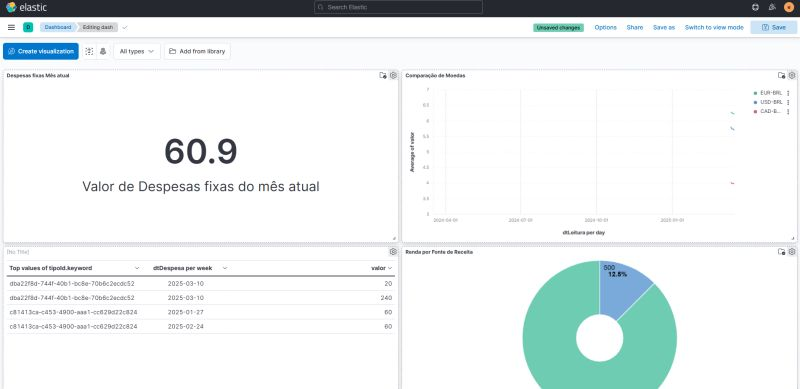 elastic
Search Elastic
D Dashboard Editing dash
Unsaved changes Options Share Save as Switch to view mode Save
Create visualization All types Add from library
Despesas fixas Mês atual
60.9
Valor de Despesas fixas do mês atual
Comparação de Moedas
7
6.5
6
5.5
5
4.5
4
3.5
3
Average of valor
2024-04-01 2024-07-01 2024-10-01 2025-01-01
dtLeitura per day
EUR-BRL
USD-BRL
CAD-B...
[No Title]
Top values of tipoId.keyword dtDespesa per week valor
dba22f8d-744f-40b1-bc8e-70b6c2ecdc52 2025-03-10 20
dba22f8d-744f-40b1-bc8e-70b6c2ecdc52 2025-03-10 240
c81413ca-c453-4900-aaa1-cc629d22c824 2025-01-27 60
c81413ca-c453-4900-aaa1-cc629d22c824 2025-02-24 60
Renda por Fonte de Receita
500
12.5%